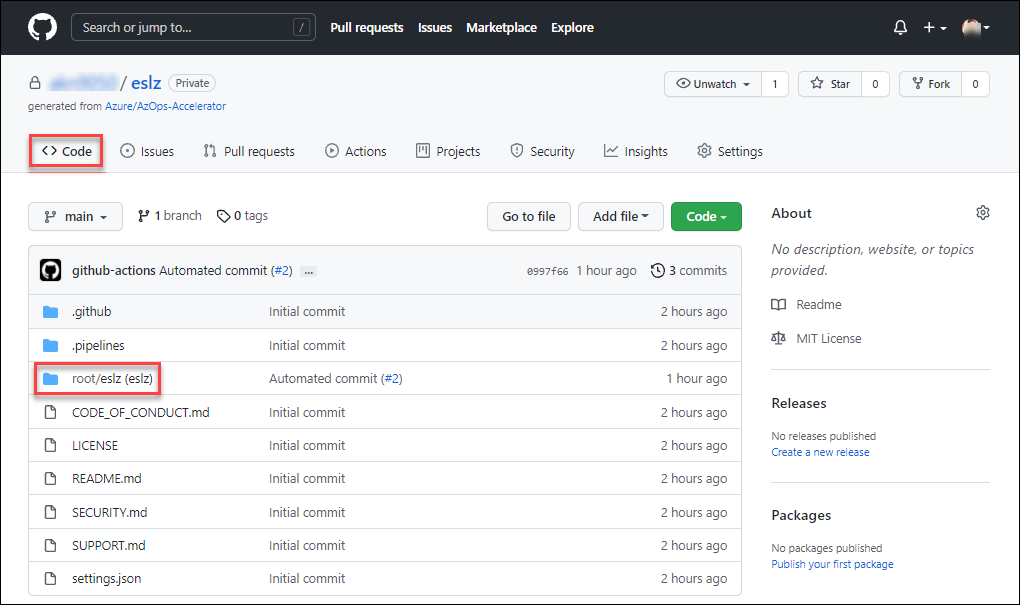 Search or jump to... / Pull requests Issues Marketplace Explore
/ eslz Private Unwatch 1 Star 0 Fork 0
generated from Azure/AzOps-Accelerator
Code Issues Pull requests Actions Projects Security Insights Settings
main 1 branch 0 tags Go to file Add file Code
github-actions Automated commit (#2) ... 0997f66 1 hour ago 3 commits
.github Initial commit 2 hours ago
.pipelines Initial commit 2 hours ago
root/eslz (eslz) Automated commit (#2) 1 hour ago
CODE_OF_CONDUCT.md Initial commit 2 hours ago
LICENSE Initial commit 2 hours ago
README.md Initial commit 2 hours ago
SECURITY.md Initial commit 2 hours ago
SUPPORT.md Initial commit 2 hours ago
settings.json Initial commit 2 hours ago
About
No description, website, or topics
provided.
Readme
MIT License
Releases
No releases published
Create a new release
Packages
No packages published
Publish your first package